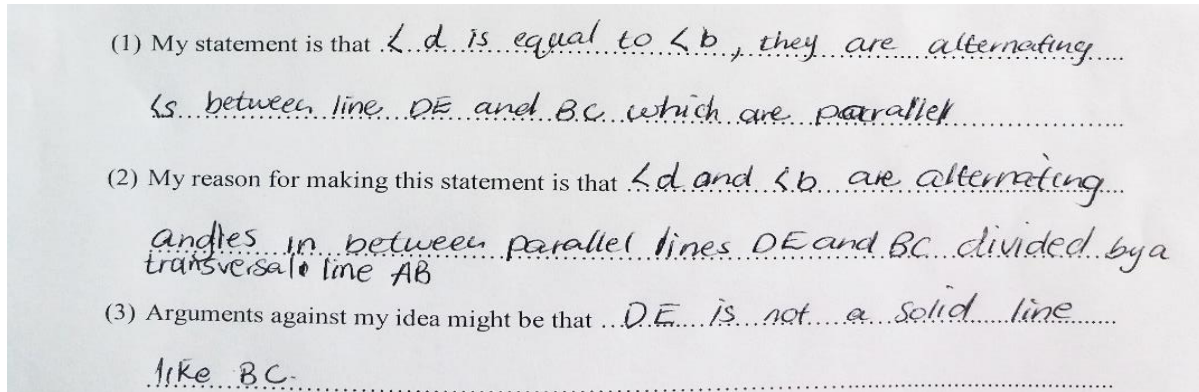 (1) My statement is that <d is equal to <b, they are alternating
<s between line DE and BC which are parrallel
(2) My reason for making this statement is that <d and <b are alternating
angles in between parallel lines DE and BC divided by a
transversale line AB
(3) Arguments against my idea might be that DE is not a solid line
like BC.